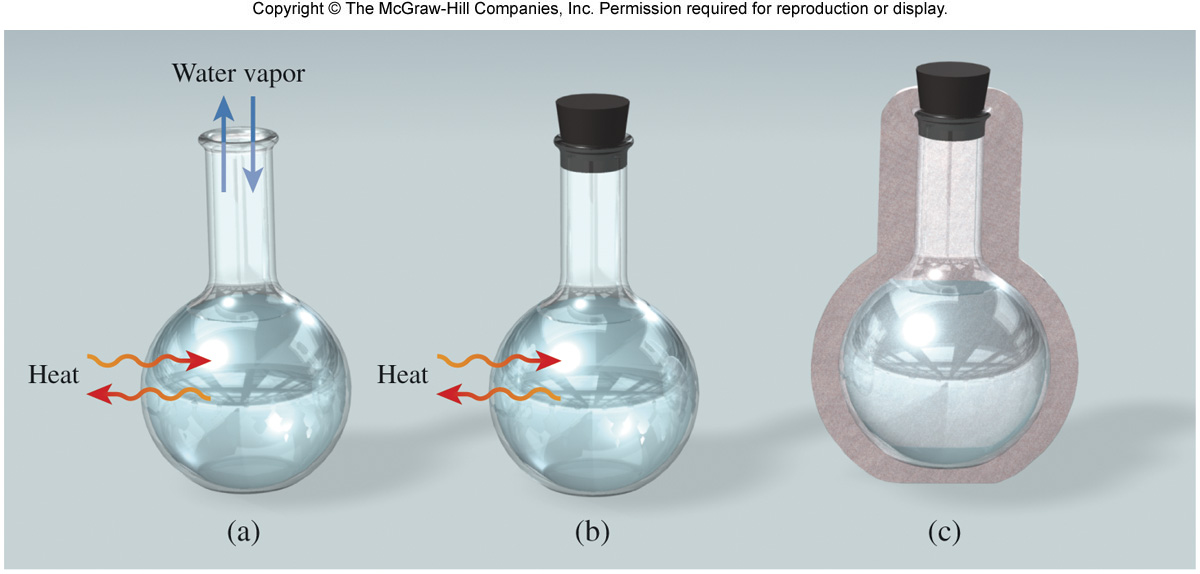 Copyright © The McGraw-Hill Companies, Inc. Permission required for reproduction or display.
Water vapor
Heat
Heat
(a)
(b)
(c)